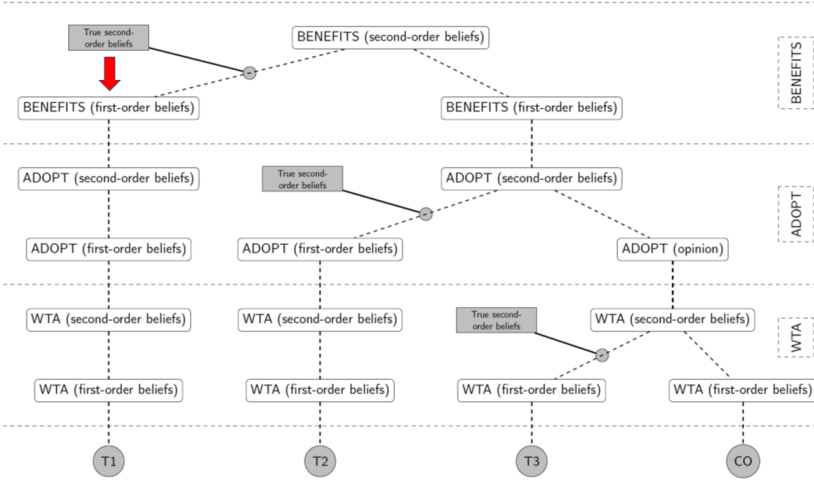 True second-
order beliefs
BENEFITS (second-order beliefs)
BENEFITS
BENEFITS (first-order beliefs)
BENEFITS (first-order beliefs)
ADOPT (second-order beliefs)
True second-
order beliefs
ADOPT (second-order beliefs)
ADOPT
ADOPT (first-order beliefs)
ADOPT (first-order beliefs)
ADOPT (opinion)
WTA (second-order beliefs)
WTA (second-order beliefs)
True second-
order beliefs
WTA (second-order beliefs)
WTA
WTA (first-order beliefs)
WTA (first-order beliefs)
WTA (first-order beliefs)
WTA (first-order beliefs)
T1
T2
T3
CO